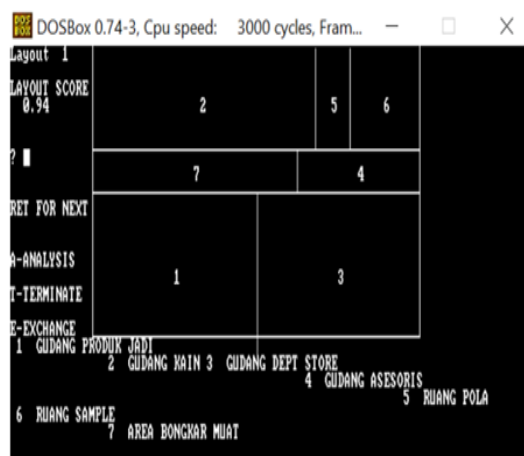 DOSBox 0.74-3, Cpu speed: 3000 cycles, Fram...
Layout 1
LAYOUT SCORE
0.94
2 5 6
?
7 4
RET FOR NEXT
A-ANALYSIS
1 3
T-TERMINATE
E-EXCHANGE
1 GUDANG PRODUK JADI
2 GUDANG KAIN 3 GUDANG DEPT STORE
4 GUDANG ASESORIS
5 RUANG POLA
6 RUANG SAMPLE
7 AREA BONGKAR MUAT